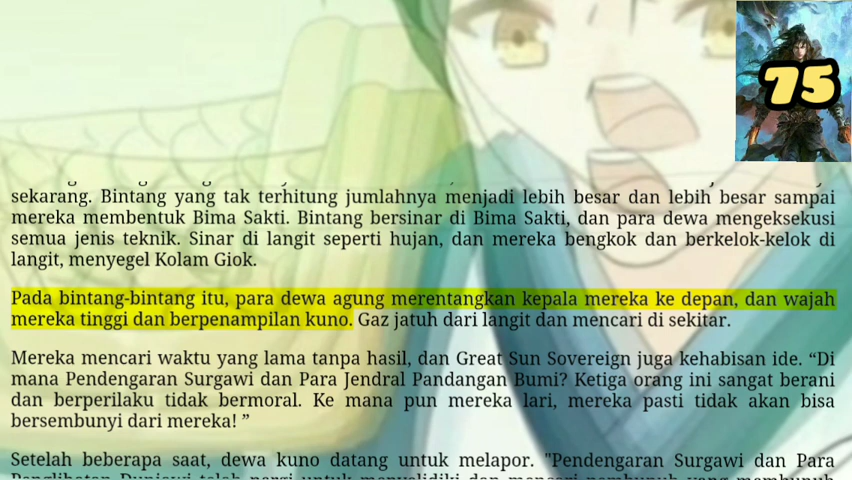 75
sekarang. Bintang yang tak terhitung jumlahnya menjadi lebih besar dan lebih besar sampai
mereka membentuk Bima Sakti. Bintang bersinar di Bima Sakti, dan para dewa mengeksekusi
semua jenis teknik. Sinar di langit seperti hujan, dan mereka bengkok dan berkelok-kelok di
langit, menyegel Kolam Giok.
Pada bintang-bintang itu, para dewa agung merentangkan kepala mereka ke depan, dan wajah
mereka tinggi dan berpenampilan kuno. Gaz jatuh dari langit dan mencari di sekitar.
Mereka mencari waktu yang lama tanpa hasil, dan Great Sun Sovereign juga kehabisan ide. “Di
mana Pendengaran Surgawi dan Para Jendral Pandangan Bumi? Ketiga orang ini sangat berani
dan berperilaku tidak bermoral. Ke mana pun mereka lari, mereka pasti tidak akan bisa
bersembunyi dari mereka! ”
Setelah beberapa saat, dewa kuno datang untuk melapor. "Pendengaran Surgawi dan Para